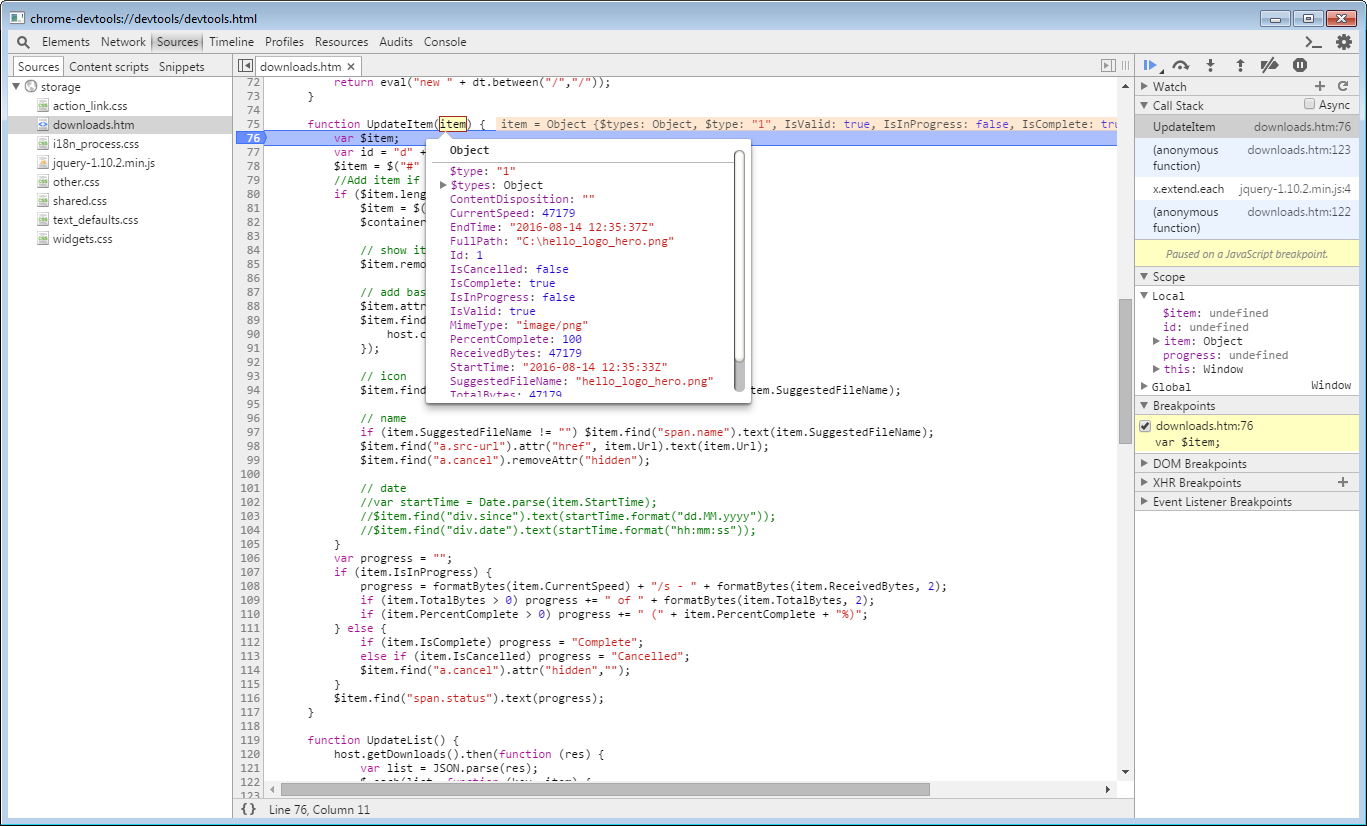 chrome-devtools://devtools/devtools.html
Elements Network Sources Timeline Profiles Resources Audits Console
Sources Content scripts Snippets
storage
action_link.css
downloads.htm
i18n_process.css
jquery-1.10.2.min.js
other.css
shared.css
text_defaults.css
widgets.css
downloads.htm ×
72 return eval("new " + dt.between("/","/"));
73 }
74
75 function UpdateItem(item) { item = Object {$types: Object, $type: "1", IsValid: true, IsInProgress: false, IsComplete: tru
76 var $item;
77 var id = "d" +
78 $item = $("#"
79 //Add item if
80 if ($item.leng
81 $item = $(
82 $container
83
84 // show it
85 $item.remo
86
87 // add bas
88 $item.attr
89 $item.find
90 host.c
91 });
92
93 // icon
94 $item.find tem.SuggestedFileName);
95
96 // name
97 if (item.SuggestedFileName != "") $item.find("span.name").text(item.SuggestedFileName);
98 $item.find("a.src-url").attr("href", item.Url).text(item.Url);
99 $item.find("a.cancel").removeAttr("hidden");
100
101 // date
102 //var startTime = Date.parse(item.StartTime);
103 //$item.find("div.since").text(startTime.format("dd.MM.yyyy"));
104 //$item.find("div.date").text(startTime.format("hh:mm:ss"));
105 }
106 var progress = "";
107 if (item.IsInProgress) {
108 progress = formatBytes(item.CurrentSpeed) + "/s - " + formatBytes(item.ReceivedBytes, 2);
109 if (item.TotalBytes > 0) progress += " of " + formatBytes(item.TotalBytes, 2);
110 if (item.PercentComplete > 0) progress += " (" + item.PercentComplete + "%)";
111 } else {
112 if (item.IsComplete) progress = "Complete";
113 else if (item.IsCancelled) progress = "Cancelled";
114 $item.find("a.cancel").attr("hidden","");
115 }
116 $item.find("span.status").text(progress);
117 }
118
119 function UpdateList() {
120 host.getDownloads().then(function (res) {
121 var list = JSON.parse(res);
122 $.each(list, function (key, item) {
123
Object
$type: "1"
$types: Object
ContentDisposition: ""
CurrentSpeed: 47179
EndTime: "2016-08-14 12:35:37Z"
FullPath: "C:\hello_logo_hero.png"
Id: 1
IsCancelled: false
IsComplete: true
IsInProgress: false
IsValid: true
MimeType: "image/png"
PercentComplete: 100
ReceivedBytes: 47179
StartTime: "2016-08-14 12:35:33Z"
SuggestedFileName: "hello_logo_hero.png"
TotalBytes: 47179
{} Line 76, Column 11
Watch
Call Stack Async
UpdateItem downloads.htm:76
(anonymous downloads.htm:123
function)
x.extend.each jquery-1.10.2.min.js:4
(anonymous downloads.htm:122
function)
Paused on a JavaScript breakpoint.
Scope
Local
$item: undefined
id: undefined
item: Object
progress: undefined
this: Window
Global Window
Breakpoints
downloads.htm:76
var $item;
DOM Breakpoints
XHR Breakpoints
Event Listener Breakpoints